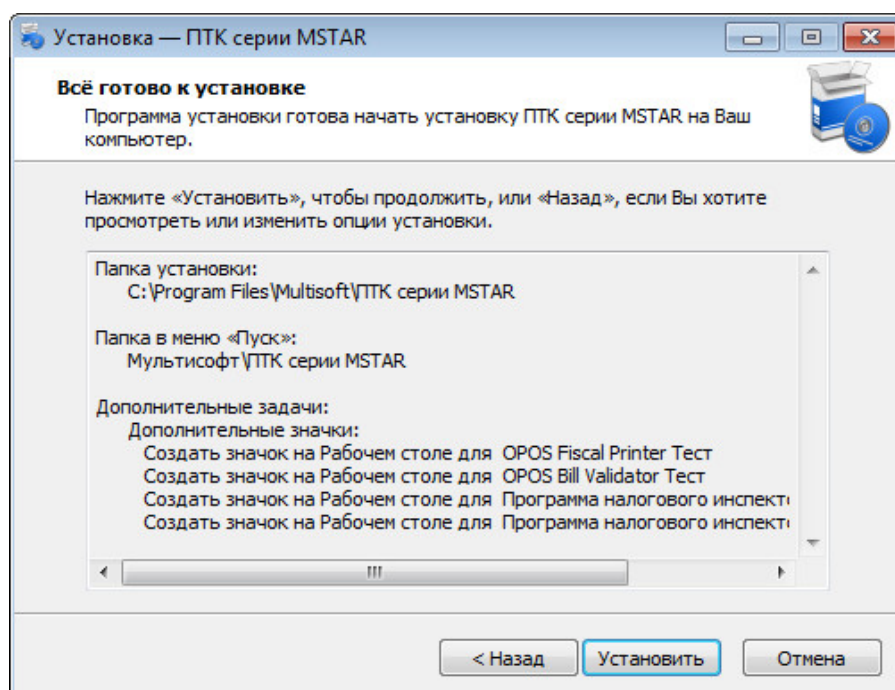 Установка — ПТК серии MSTAR
Всё готово к установке
Программа установки готова начать установку ПТК серии MSTAR на Ваш
компьютер.
Нажмите «Установить», чтобы продолжить, или «Назад», если Вы хотите
просмотреть или изменить опции установки.
Папка установки:
C:\Program Files\Multisoft\ПТК серии MSTAR
Папка в меню «Пуск»:
Мультисофт\ПТК серии MSTAR
Дополнительные задачи:
Дополнительные значки:
Создать значок на Рабочем столе для OPOS Fiscal Printer Тест
Создать значок на Рабочем столе для OPOS Bill Validator Тест
Создать значок на Рабочем столе для Программа налогового
Создать значок на Рабочем столе для Программа налогового
< Назад Установить Отмена